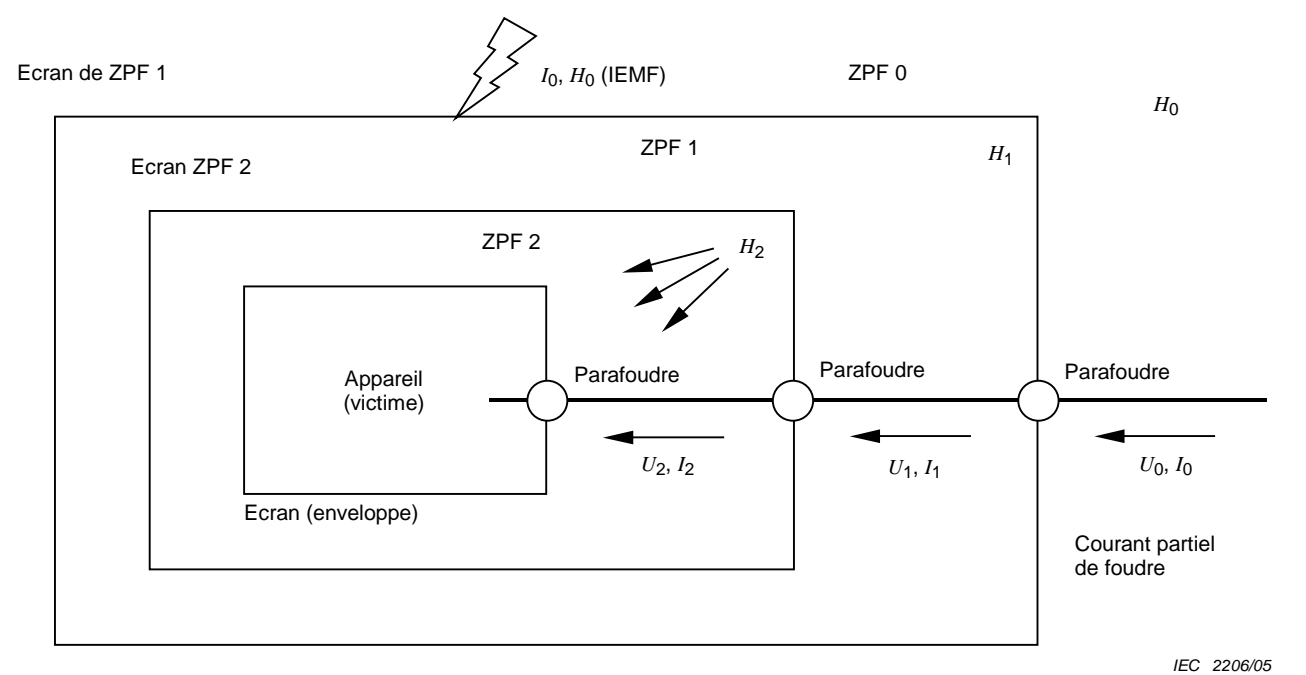 Ecran de ZPF 1
I0, H0 (IEMF)
ZPF 0
H0
Ecran ZPF 2
ZPF 1
H1
ZPF 2
H2
Appareil
(victime)
Parafoudre
Parafoudre
Parafoudre
U2, I2
U1, I1
U0, I0
Ecran (enveloppe)
Courant partiel
de foudre
IEC 2206/05